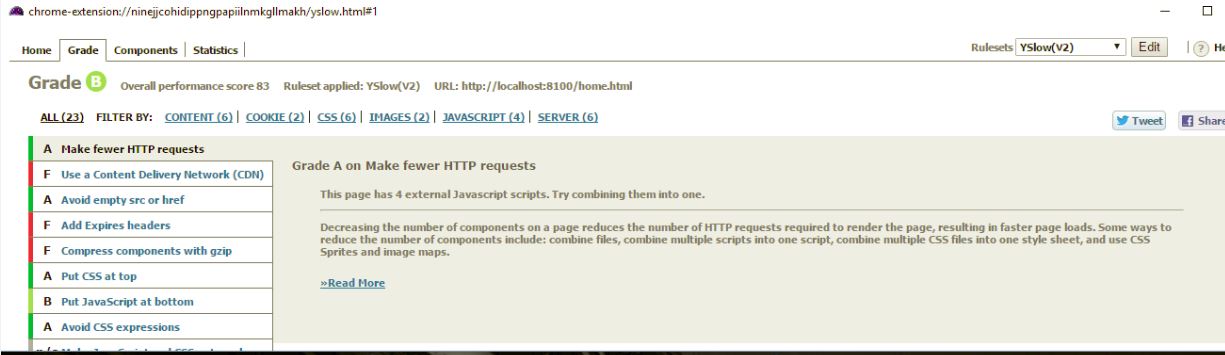 chrome-extension://ninejjcohidippngpapiilnmkgllmakh/yslow.html#1
Home Grade Components Statistics Rulesets YSlow(V2) Edit ? He
Grade B Overall performance score 83 Ruleset applied: YSlow(V2) URL: http://localhost:8100/home.html
ALL (23) FILTER BY: CONTENT (6) | COOKIE (2) | CSS (6) | IMAGES (2) | JAVASCRIPT (4) | SERVER (6)
Tweet Share
A Make fewer HTTP requests
F Use a Content Delivery Network (CDN)
A Avoid empty src or href
F Add Expires headers
F Compress components with gzip
A Put CSS at top
B Put JavaScript at bottom
A Avoid CSS expressions
Grade A on Make fewer HTTP requests
This page has 4 external Javascript scripts. Try combining them into one.
Decreasing the number of components on a page reduces the number of HTTP requests required to render the page, resulting in faster page loads. Some ways to
reduce the number of components include: combine files, combine multiple scripts into one script, combine multiple CSS files into one style sheet, and use CSS
Sprites and image maps.
»Read More